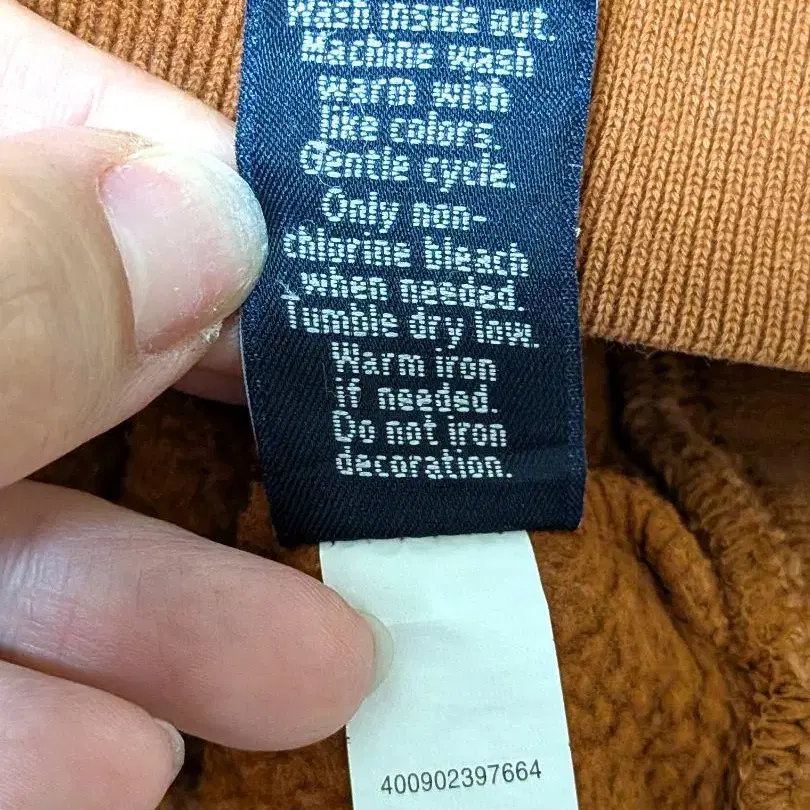 Wash inside out.
Machine wash
warm with
like colors.
Gentle cycle.
Only non-
chlorine bleach
when needed.
Tumble dry low.
Warm iron
if needed.
Do not iron
decoration.
400902397664